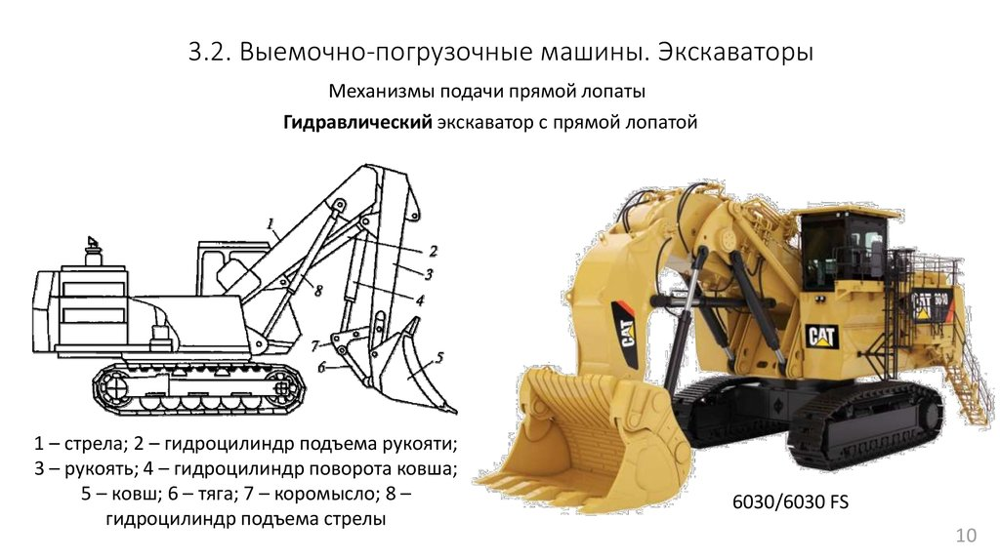 3.2. Выемочно-погрузочные машины. Экскаваторы
Механизмы подачи прямой лопаты
Гидравлический экскаватор с прямой лопатой
1
2
3
8
4
7
6
5
CAT
CAT
CAT
1 – стрела; 2 – гидроцилиндр подъема рукояти;
3 – рукоять; 4 – гидроцилиндр поворота ковша;
5 – ковш; 6 – тяга; 7 – коромысло; 8 –
гидроцилиндр подъема стрелы
6030/6030 FS
10